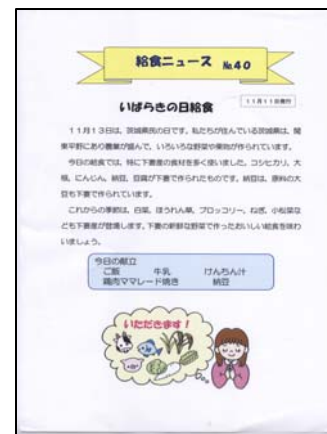 給食ニュース №40
いばらきの日給食
11月11日発行
11月13日は、茨城県民の日です。私たちが住んでいる茨城県は、関
東平野にあり農業が盛んで、いろいろな野菜や果物が作られています。
今日の給食では、特に下妻産の食材を多く使いました。コシヒカリ、大
根、にんじん、納豆、豆腐が下妻で作られたものです。納豆は、原料の大
豆も下妻で作られています。
これからの季節は、白菜、ほうれん草、ブロッコリー、ねぎ、小松菜な
ども下妻産が登場します。下妻の新鮮な野菜で作ったおいしい給食を味わ
いましょう。
今日の献立
ご飯 牛乳 けんちん汁
鶏肉ママレード焼き 納豆
いただきます!